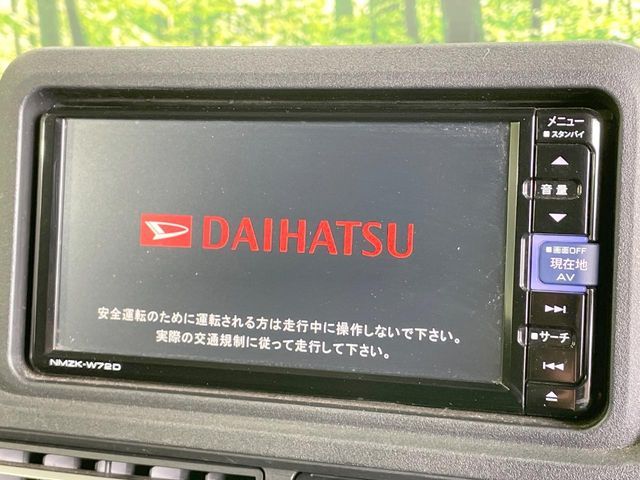 DAIHATSU
安全運転のために運転される方は走行中に操作しないで下さい。
実際の交通規制に従って走行して下さい。
NMZK-W72D
メニュー
スタンバイ
音量
画面OFF
現在地
AV
サーチ